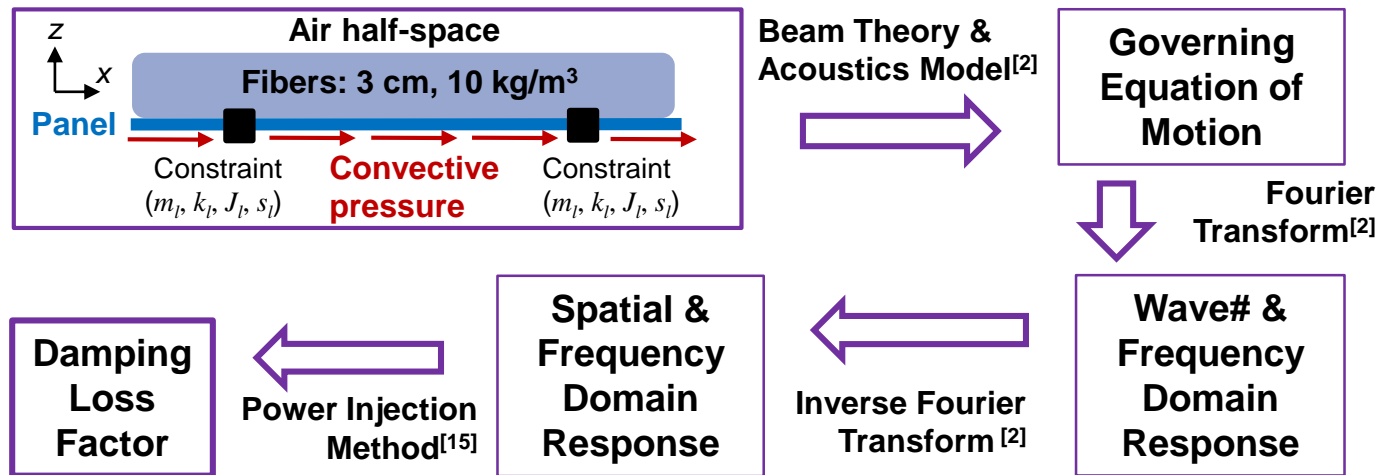 z
x
Air half-space
Fibers: 3 cm, 10 kg/m³
Panel
Constraint
(m_l, k_l, J_l, s_l)
Convective
pressure
Constraint
(m_l, k_l, J_l, s_l)
Beam Theory &
Acoustics Model[2]
Governing
Equation of
Motion
Fourier
Transform[2]
Wave# &
Frequency
Domain
Response
Inverse Fourier
Transform [2]
Spatial &
Frequency
Domain
Response
Power Injection
Method[15]
Damping
Loss
Factor